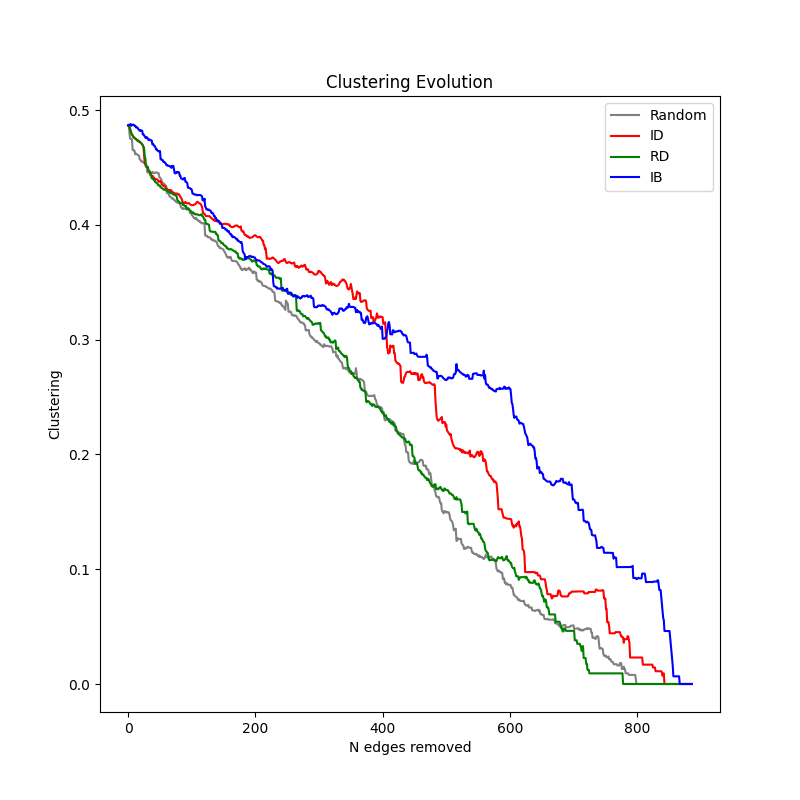 Clustering Evolution
Random
ID
RD
IB
0.5
0.4
0.3
0.2
0.1
0.0
Clustering
0 200 400 600 800
N edges removed